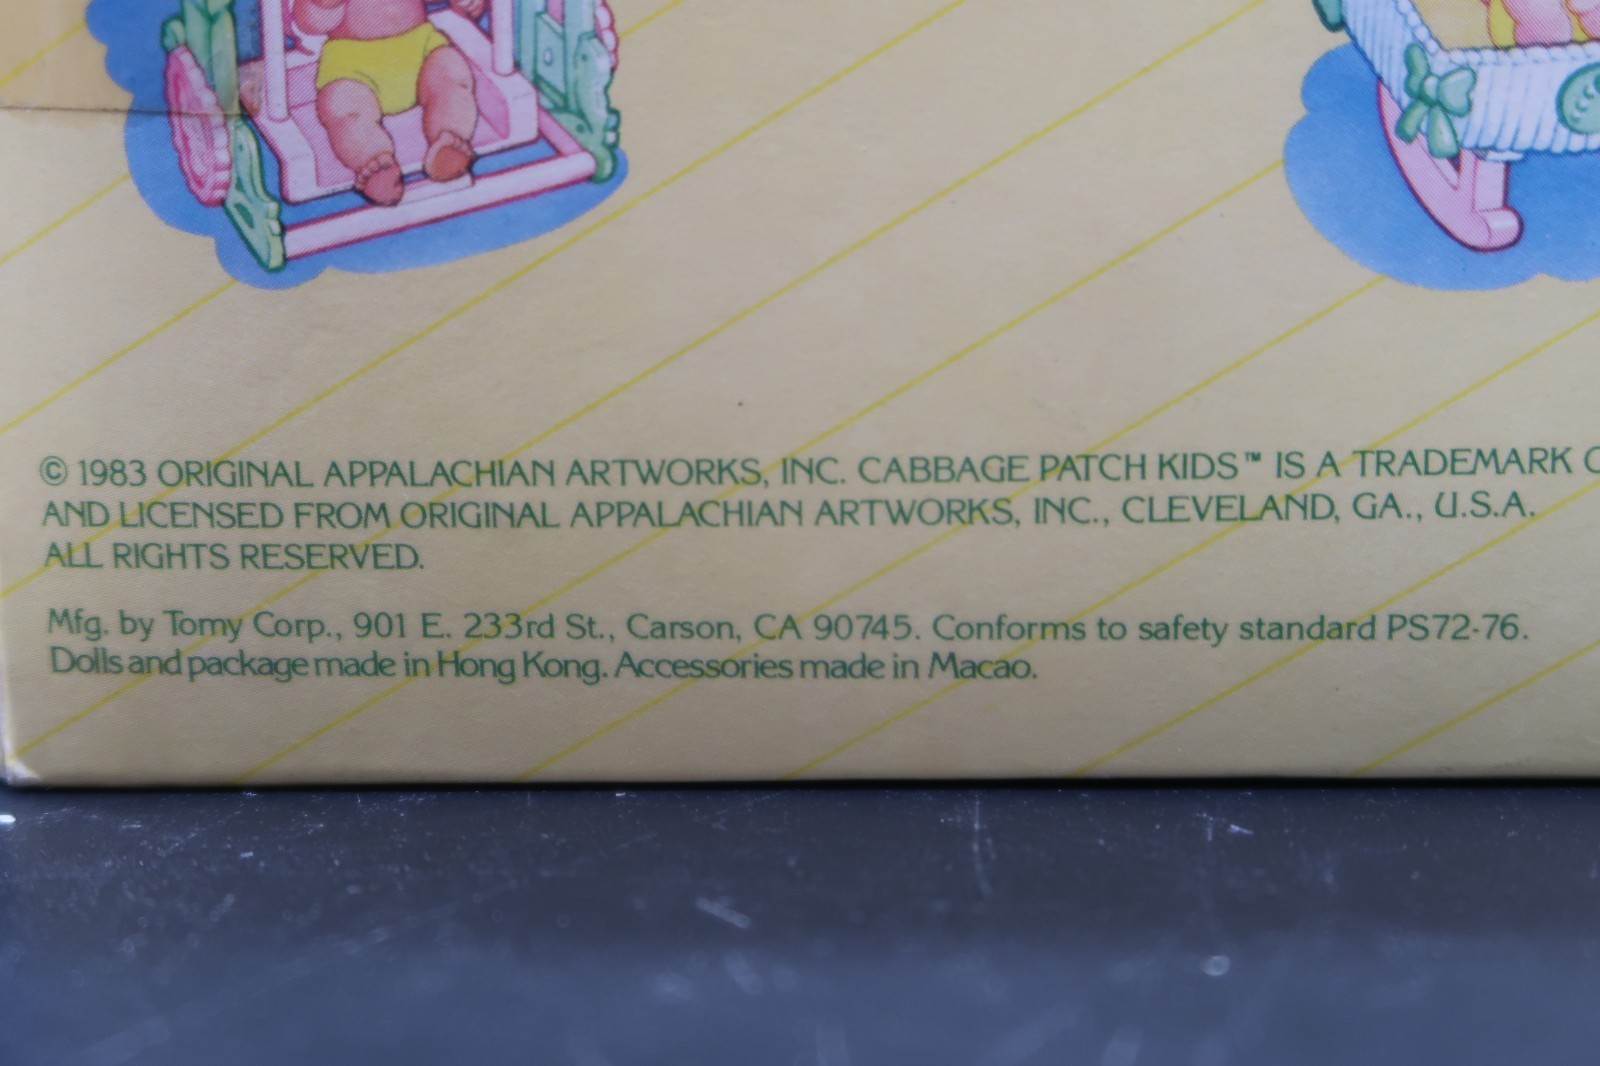 © 1983 ORIGINAL APPALACHIAN ARTWORKS, INC. CABBAGE PATCH KIDS™ IS A TRADEMARK
AND LICENSED FROM ORIGINAL APPALACHIAN ARTWORKS, INC., CLEVELAND, GA., U.S.A.
ALL RIGHTS RESERVED.
Mfg. by Tomy Corp., 901 E. 233rd St., Carson, CA 90745. Conforms to safety standard PS72-76.
Dolls and package made in Hong Kong. Accessories made in Macao.